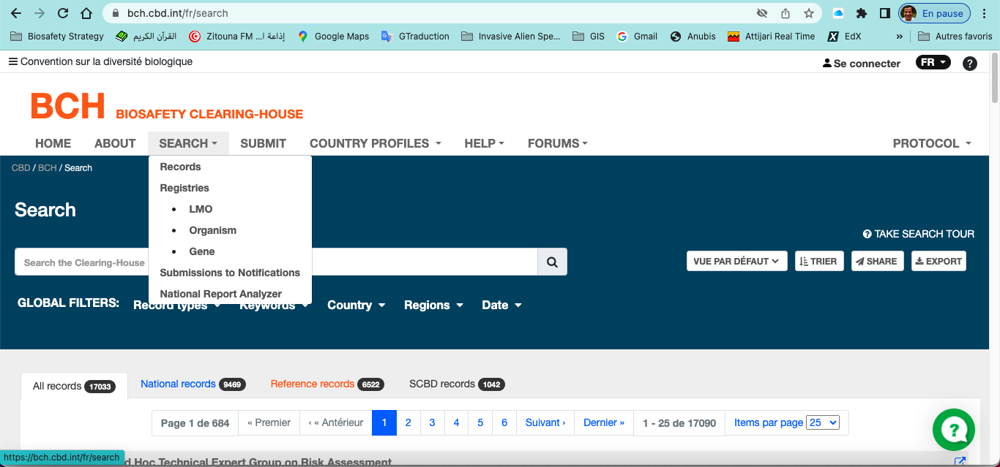 bch.cbd.int/fr/search
En pause
Biosafety Strategy
القرآن الكريم
Zitouna FM ... إذاعة ا
Google Maps
GTraduction
Invasive Alien Spe...
GIS
Gmail
Anubis
Attijari Real Time
EdX
»
Autres favoris
Convention sur la diversité biologique
Se connecter
FR
?
BCH BIOSAFETY CLEARING-HOUSE
HOME ABOUT SEARCH SUBMIT COUNTRY PROFILES HELP FORUMS PROTOCOL
CBD / BCH / Search
Records
Registries
• LMO
• Organism
• Gene
Submissions to Notifications
National Report Analyzer
Search
TAKE SEARCH TOUR
Search the Clearing-House
VUE PAR DÉFAUT TRIER SHARE EXPORT
GLOBAL FILTERS: Record types Keywords Country Regions Date
All records 17033 National records 9469 Reference records 6522 SCBD records 1042
Page 1 de 684 « Premier ‹ « Antérieur 1 2 3 4 5 6 Suivant › Dernier » 1 - 25 de 17090 Items par page 25
https://bch.cbd.int/fr/search
d Hoc Technical Expert Group on Risk Assessment